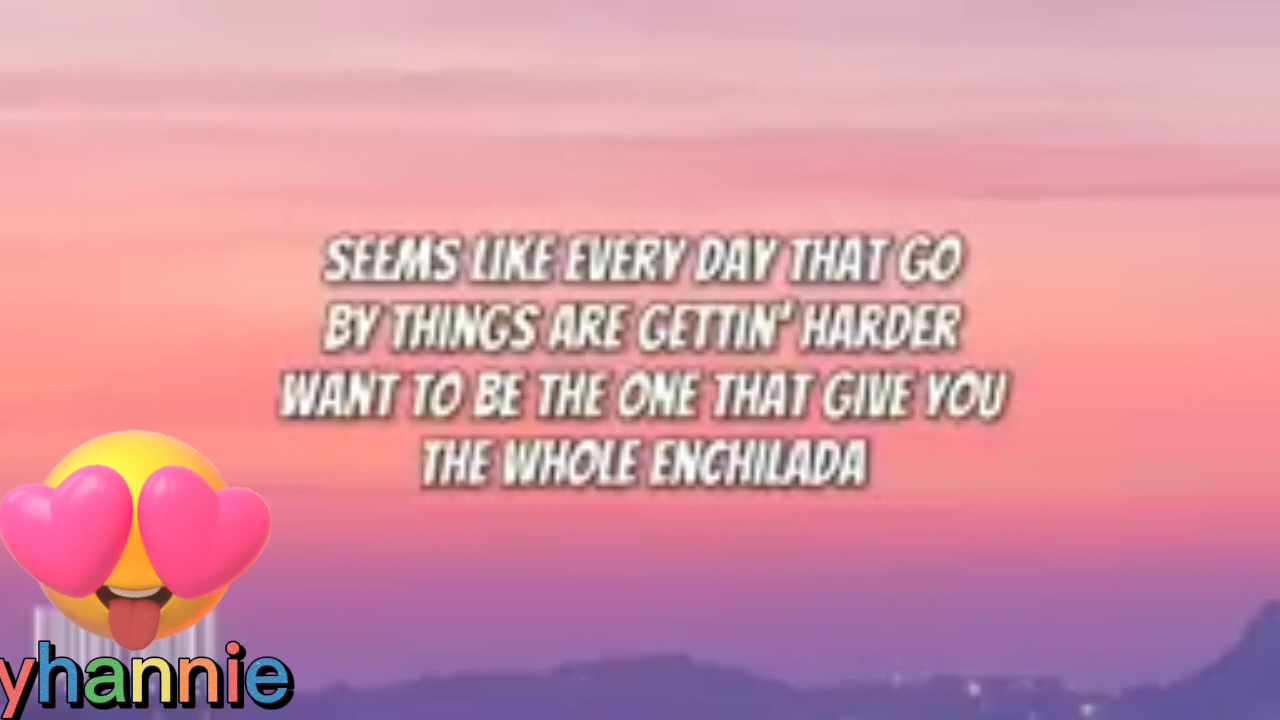 SEEMS LIKE EVERY DAY THAT GO
BY THINGS ARE GETTIN' HARDER
WANT TO BE THE ONE THAT GIVE YOU
THE WHOLE ENCHILADA
yhannie